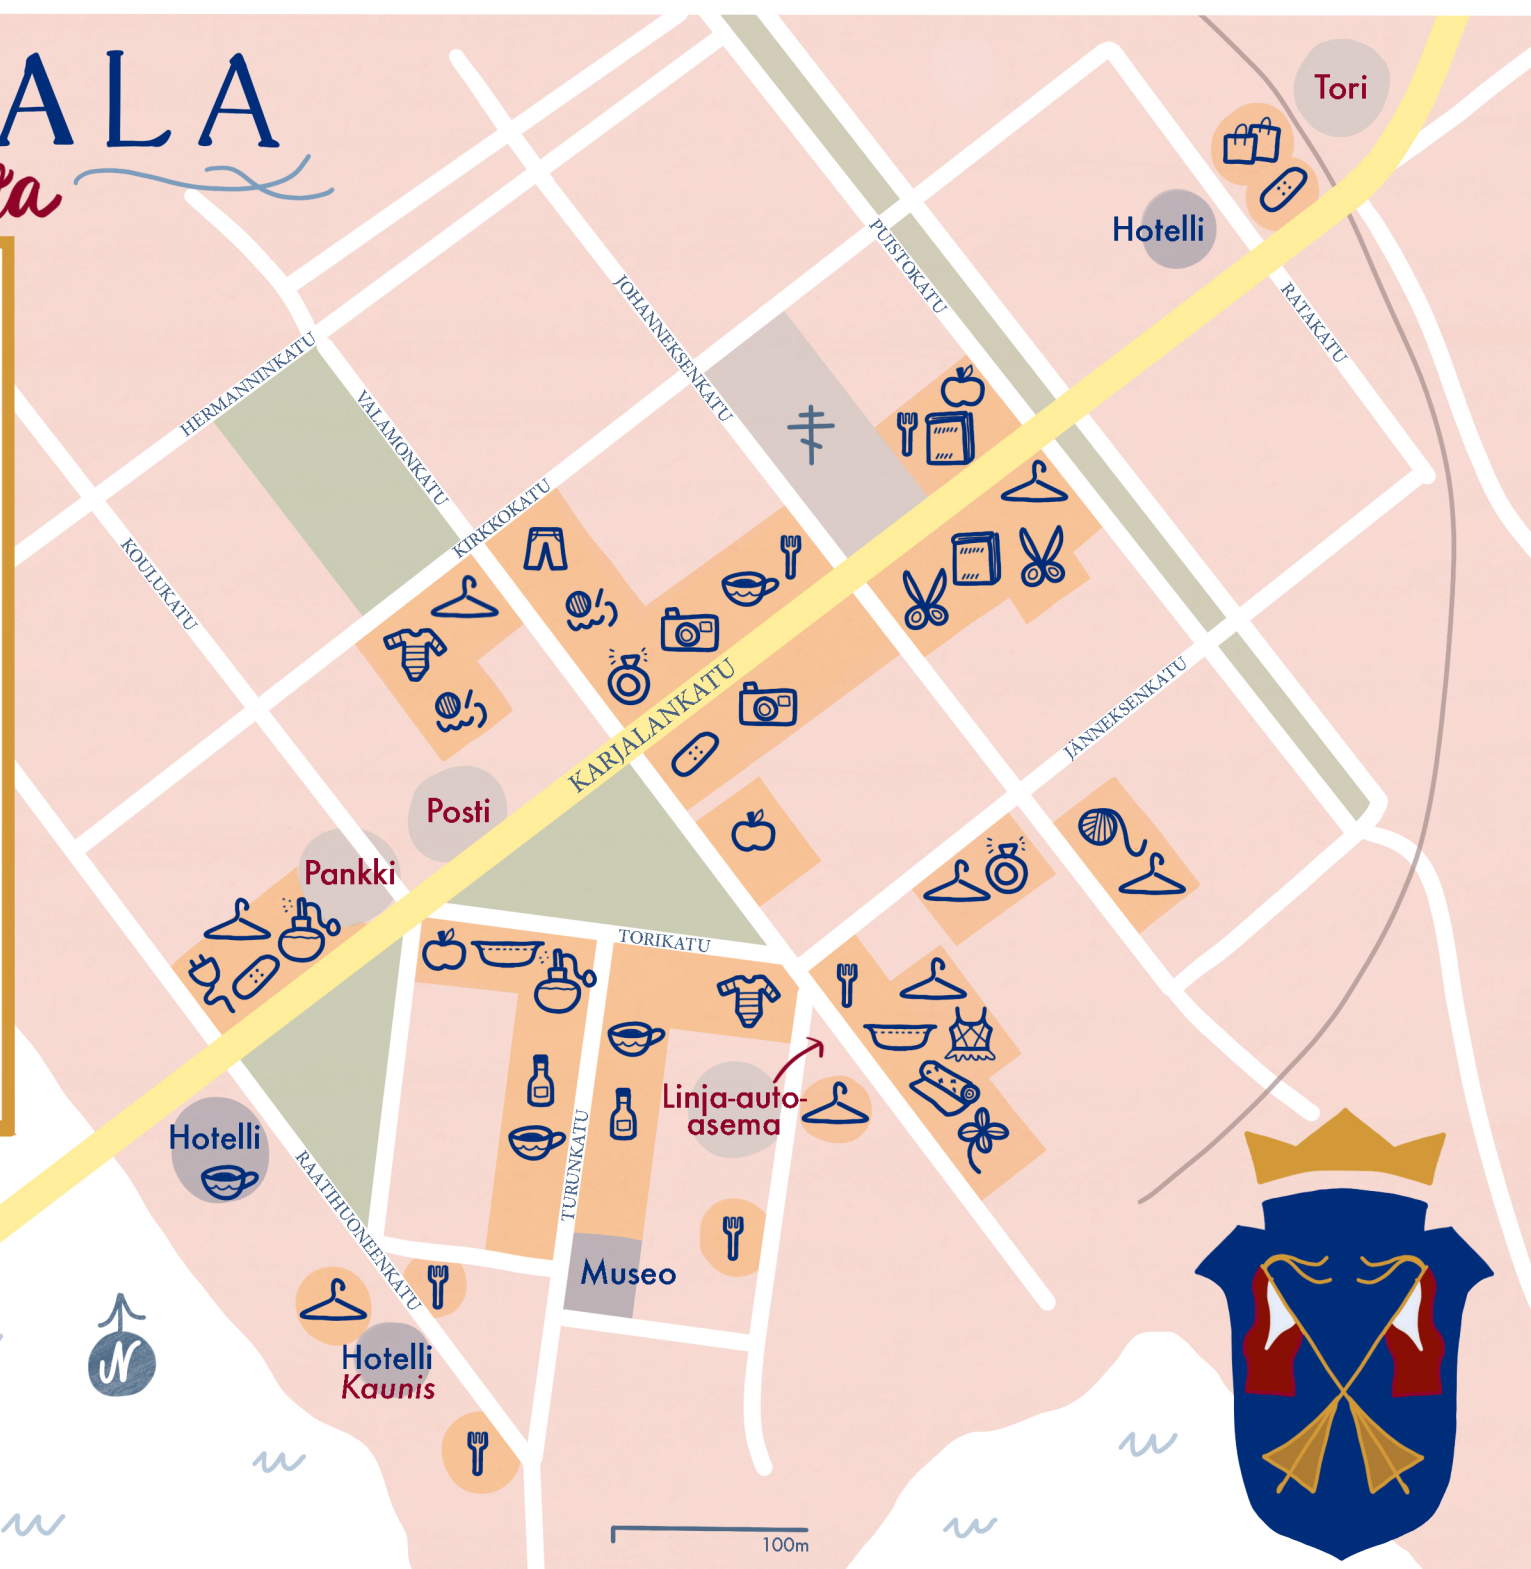 ALA
ta
Tori
Hotelli
PUISTOKATU
RATAKATU
JOHANNEKSENKATU
HERMANNINKATU
VALAMONKATU
KIRKKOKATU
KOULUKATU
KARJALANKATU
JÄNNEKSENKATU
Posti
Pankki
TORIKATU
Linja-auto-
asema
TURUNKATU
Hotelli
RAATIHUONEENKATU
Museo
Hotelli
Kaunis
N
100m